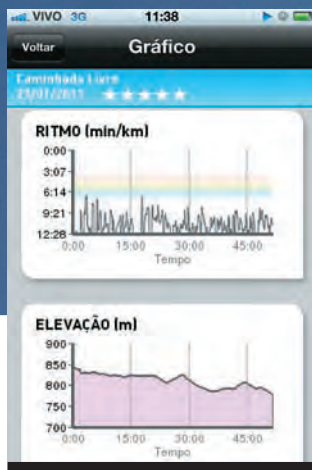 VIVO 3G 11:38
Voltar Gráfico
Caminhada Livre
23/01/2011
RITMO (min/km)
0:00
3:07
6:14
9:21
12:28
0:00 15:00 30:00 45:00
Tempo
ELEVAÇÃO (m)
900
850
800
750
700
0:00 15:00 30:00 45:00
Tempo